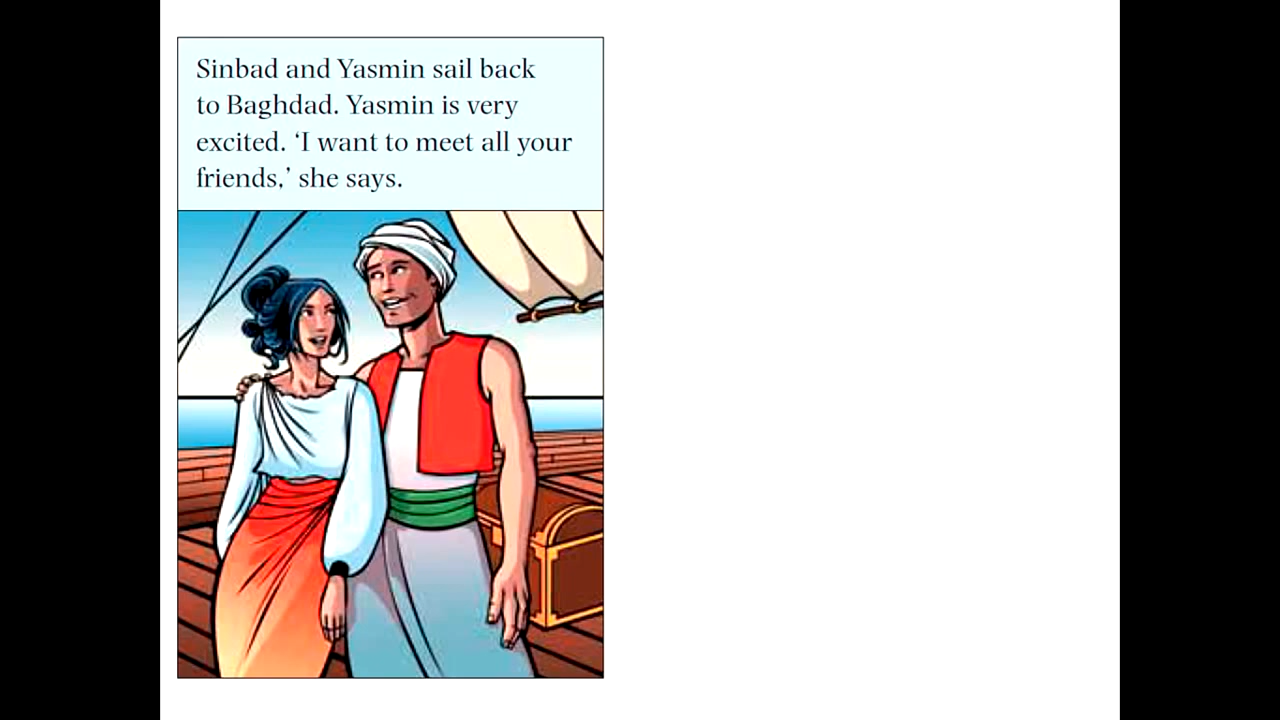 Sinbad and Yasmin sail back
to Baghdad. Yasmin is very
excited. ‘I want to meet all your
friends,’ she says.